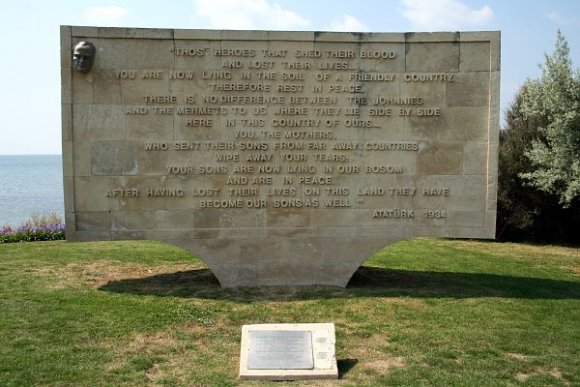 "THOS HEROES THAT SHED THEIR BLOOD
AND LOST THEIR LIVES...
YOU ARE NOW LYING IN THE SOIL OF A FRIENDLY COUNTRY.
THEREFORE REST IN PEACE.
THERE IS NO DIFFERENCE BETWEEN THE JOHNNIES
AND THE MEHMETS TO US WHERE THEY LIE SIDE BY SIDE
HERE IN THIS COUNTRY OF OURS...
YOU, THE MOTHERS,
WHO SENT THEIR SONS FROM FAR AWAY COUNTRIES
WIPE AWAY YOUR TEARS;
YOUR SONS ARE NOW LYING IN OUR BOSOM
AND ARE IN PEACE
AFTER HAVING LOST THEIR LIVES ON THIS LAND THEY HAVE
BECOME OUR SONS AS WELL"
ATATÜRK 1934